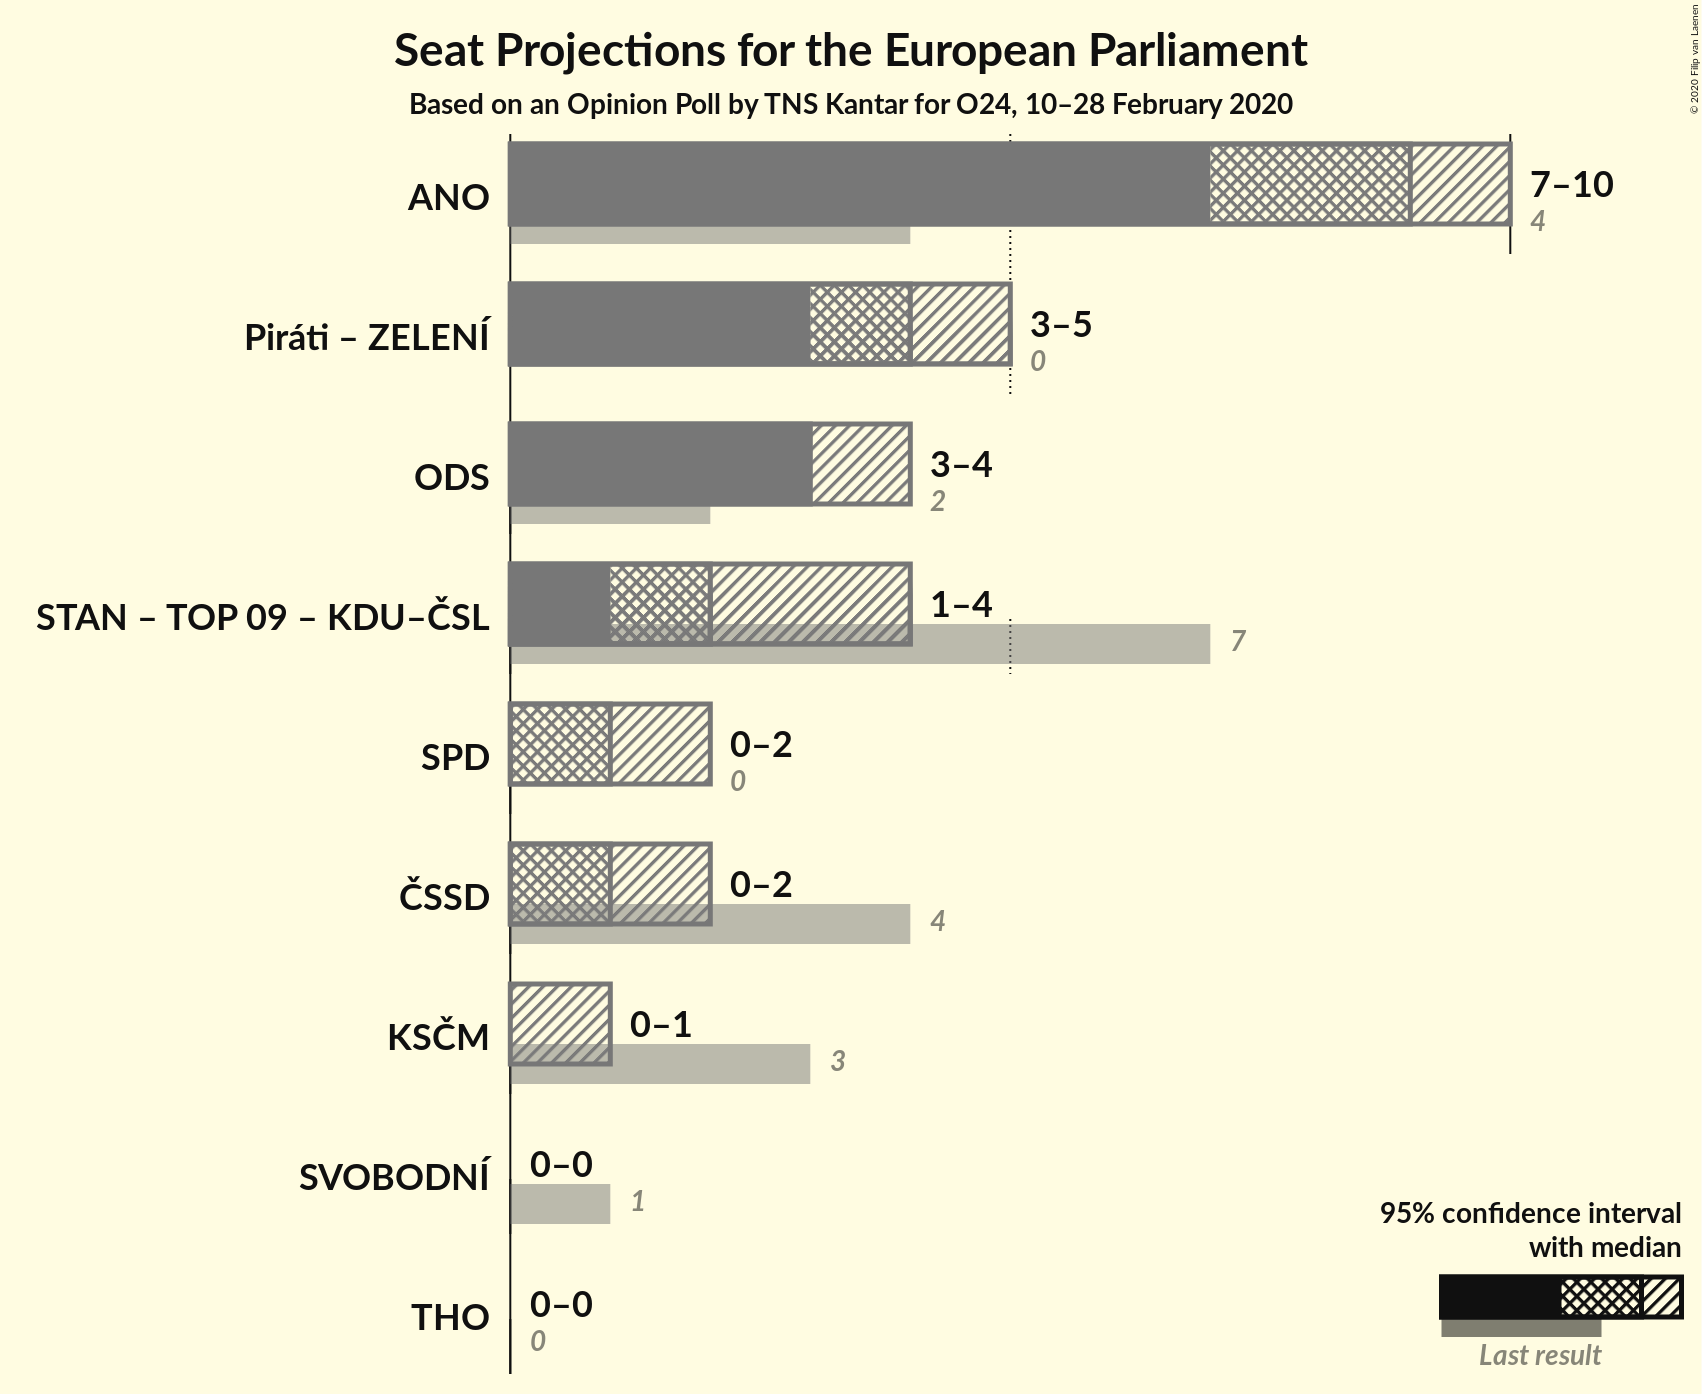 Seat Projections for the European Parliament
Based on an Opinion Poll by TNS Kantar for O24, 10–28 February 2020
© 2020 Filip van Laenen
ANO
7–10
4
Piráti – ZELENÍ
3–5
0
ODS
3–4
2
STAN – TOP 09 – KDU–ČSL
1–4
7
SPD
0–2
0
ČSSD
0–2
4
KSČM
0–1
3
SVOBODNÍ
0–0
1
THO
0–0
0
95% confidence interval
with median
Last result